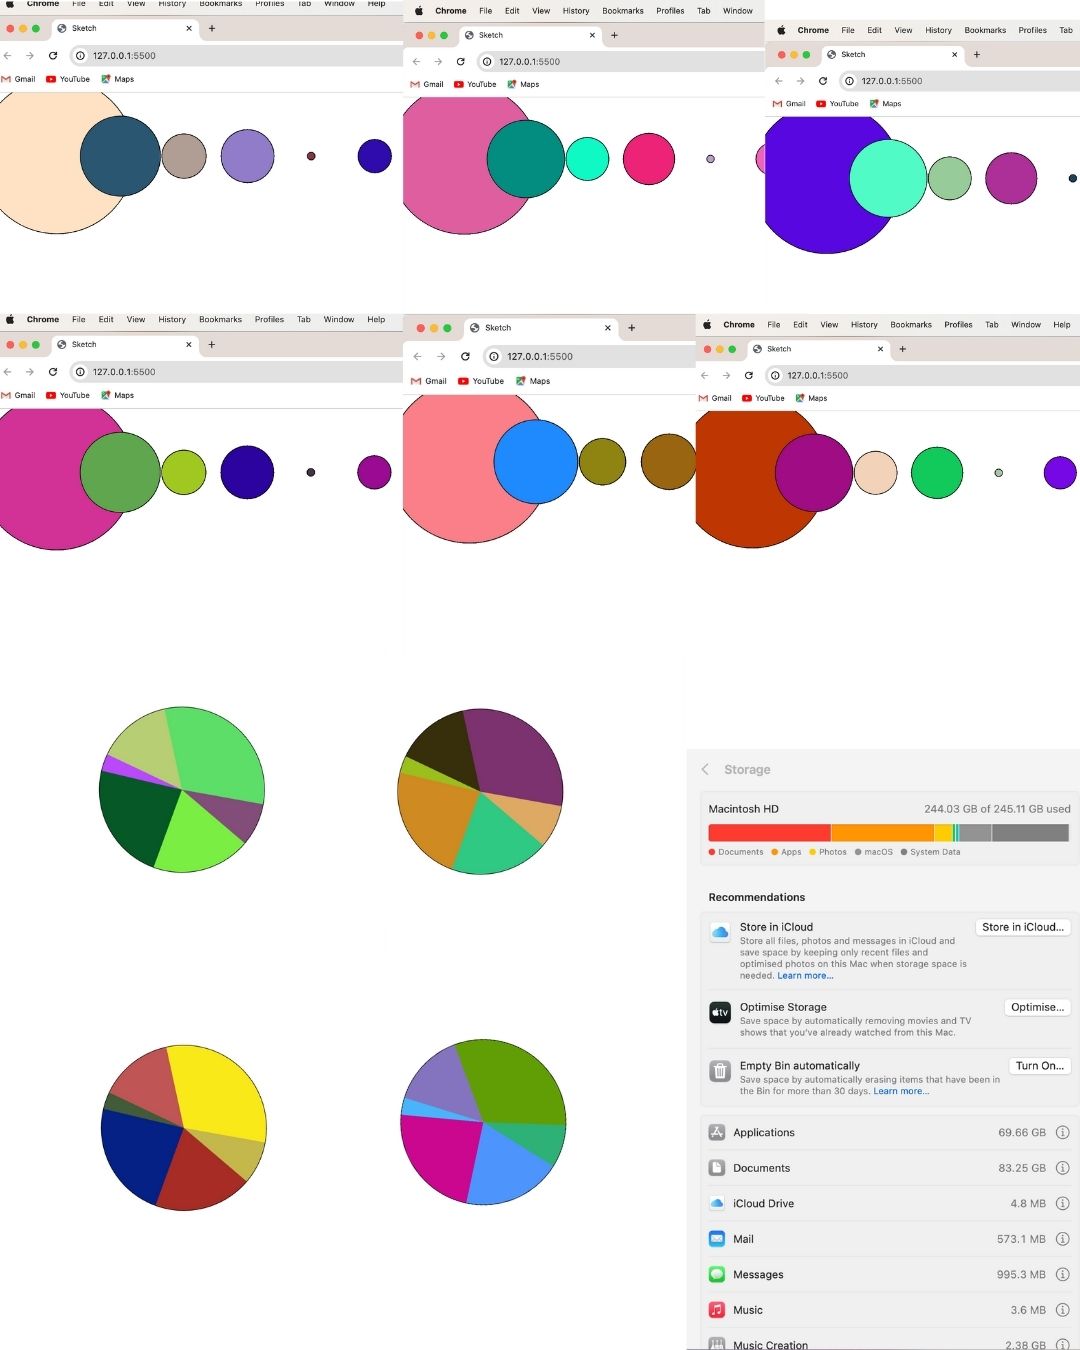 Chrome File Edit View History Bookmarks Profiles Tab Window Help
Sketch
127.0.0.1:5500
Gmail YouTube Maps
Chrome File Edit View History Bookmarks Profiles Tab Window
Sketch
127.0.0.1:5500
Gmail YouTube Maps
Chrome File Edit View History Bookmarks Profiles Tab
Sketch
127.0.0.1:5500
Gmail YouTube Maps
Chrome File Edit View History Bookmarks Profiles Tab Window Help
Sketch
127.0.0.1:5500
Gmail YouTube Maps
Sketch
127.0.0.1:5500
Gmail YouTube Maps
Chrome File Edit View History Bookmarks Profiles Tab Window Help
Sketch
127.0.0.1:5500
Gmail YouTube Maps
Storage
Macintosh HD 244.03 GB of 245.11 GB used
Documents Apps Photos macOS System Data
Recommendations
Store in iCloud Store in iCloud...
Store all files, photos and messages in iCloud and
save space by keeping only recent files and
optimised photos on this Mac when storage space is
needed. Learn more...
tv
Optimise Storage Optimise...
Save space by automatically removing movies and TV
shows that you've already watched from this Mac.
Empty Bin automatically Turn On...
Save space by automatically erasing items that have been in
the Bin for more than 30 days. Learn more...
Applications 69.66 GB
Documents 83.25 GB
iCloud Drive 4.8 MB
Mail 573.1 MB
Messages 995.3 MB
Music 3.6 MB
Music Creation 2.38 GB